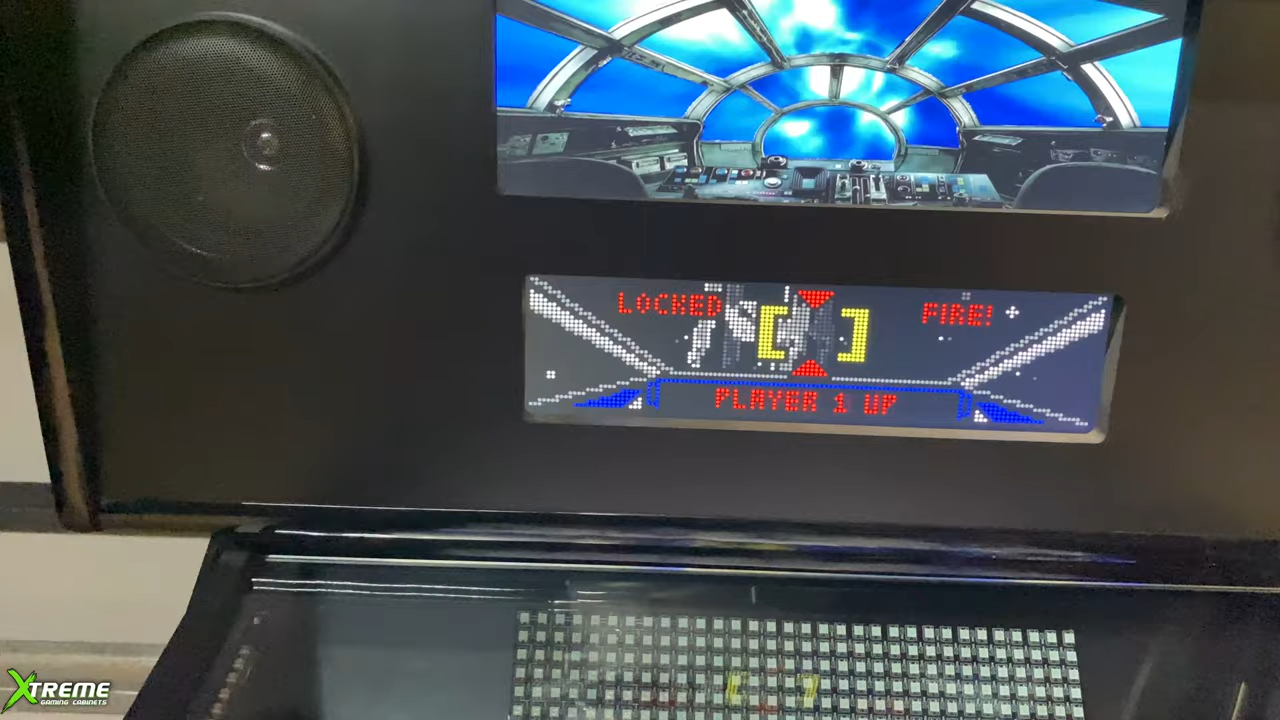 LOCKED
FIRE!
PLAYER 1 UP
XTREME
GAMING CABINETS